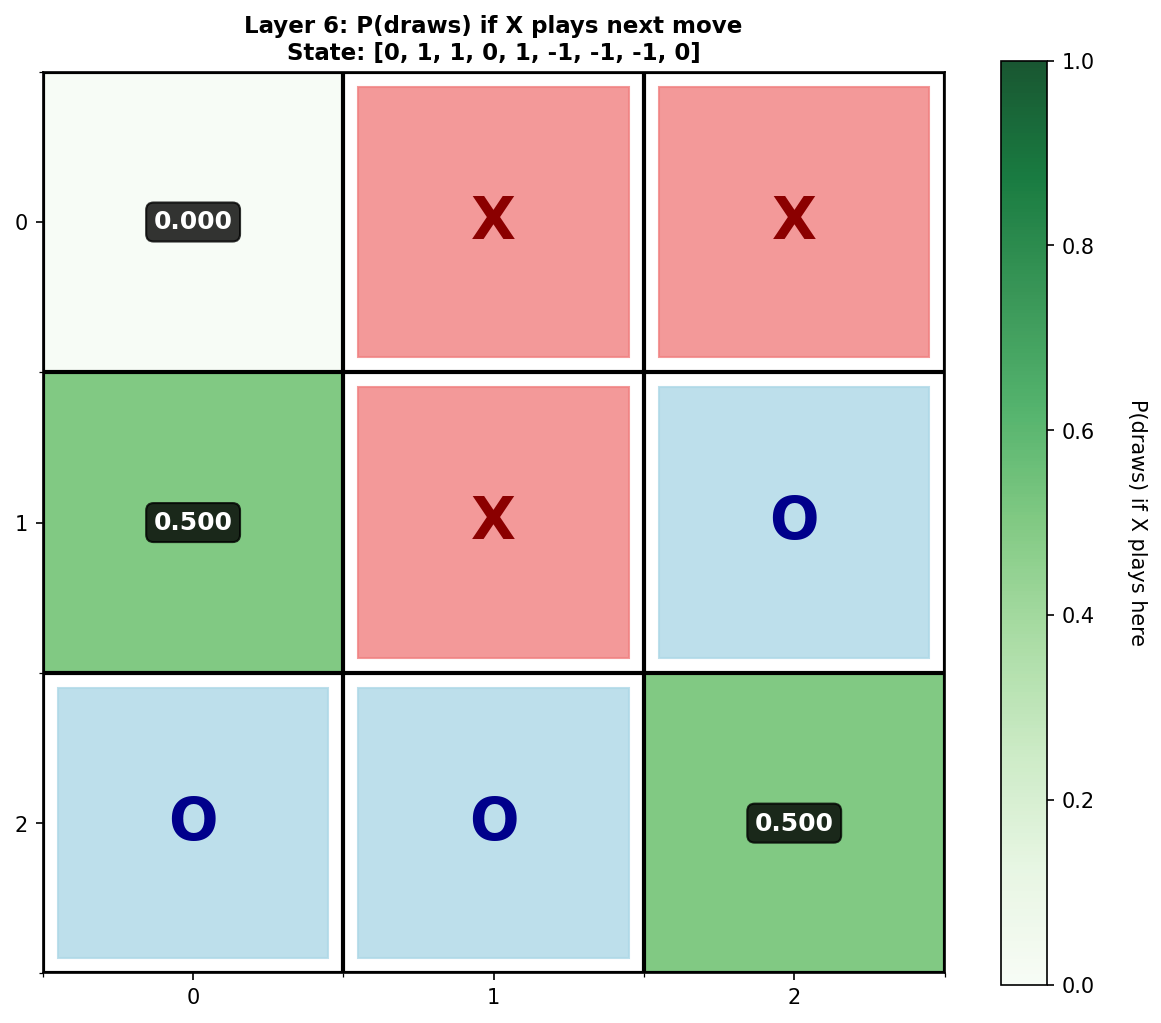 Layer 6: P(draws) if X plays next move
State: [0, 1, 1, 0, 1, -1, -1, -1, 0]
0
0.000
X
X
1
0.500
X
O
2
O
O
0.500
0
1
2
1.0
0.8
0.6
0.4
0.2
0.0
P(draws) if X plays here